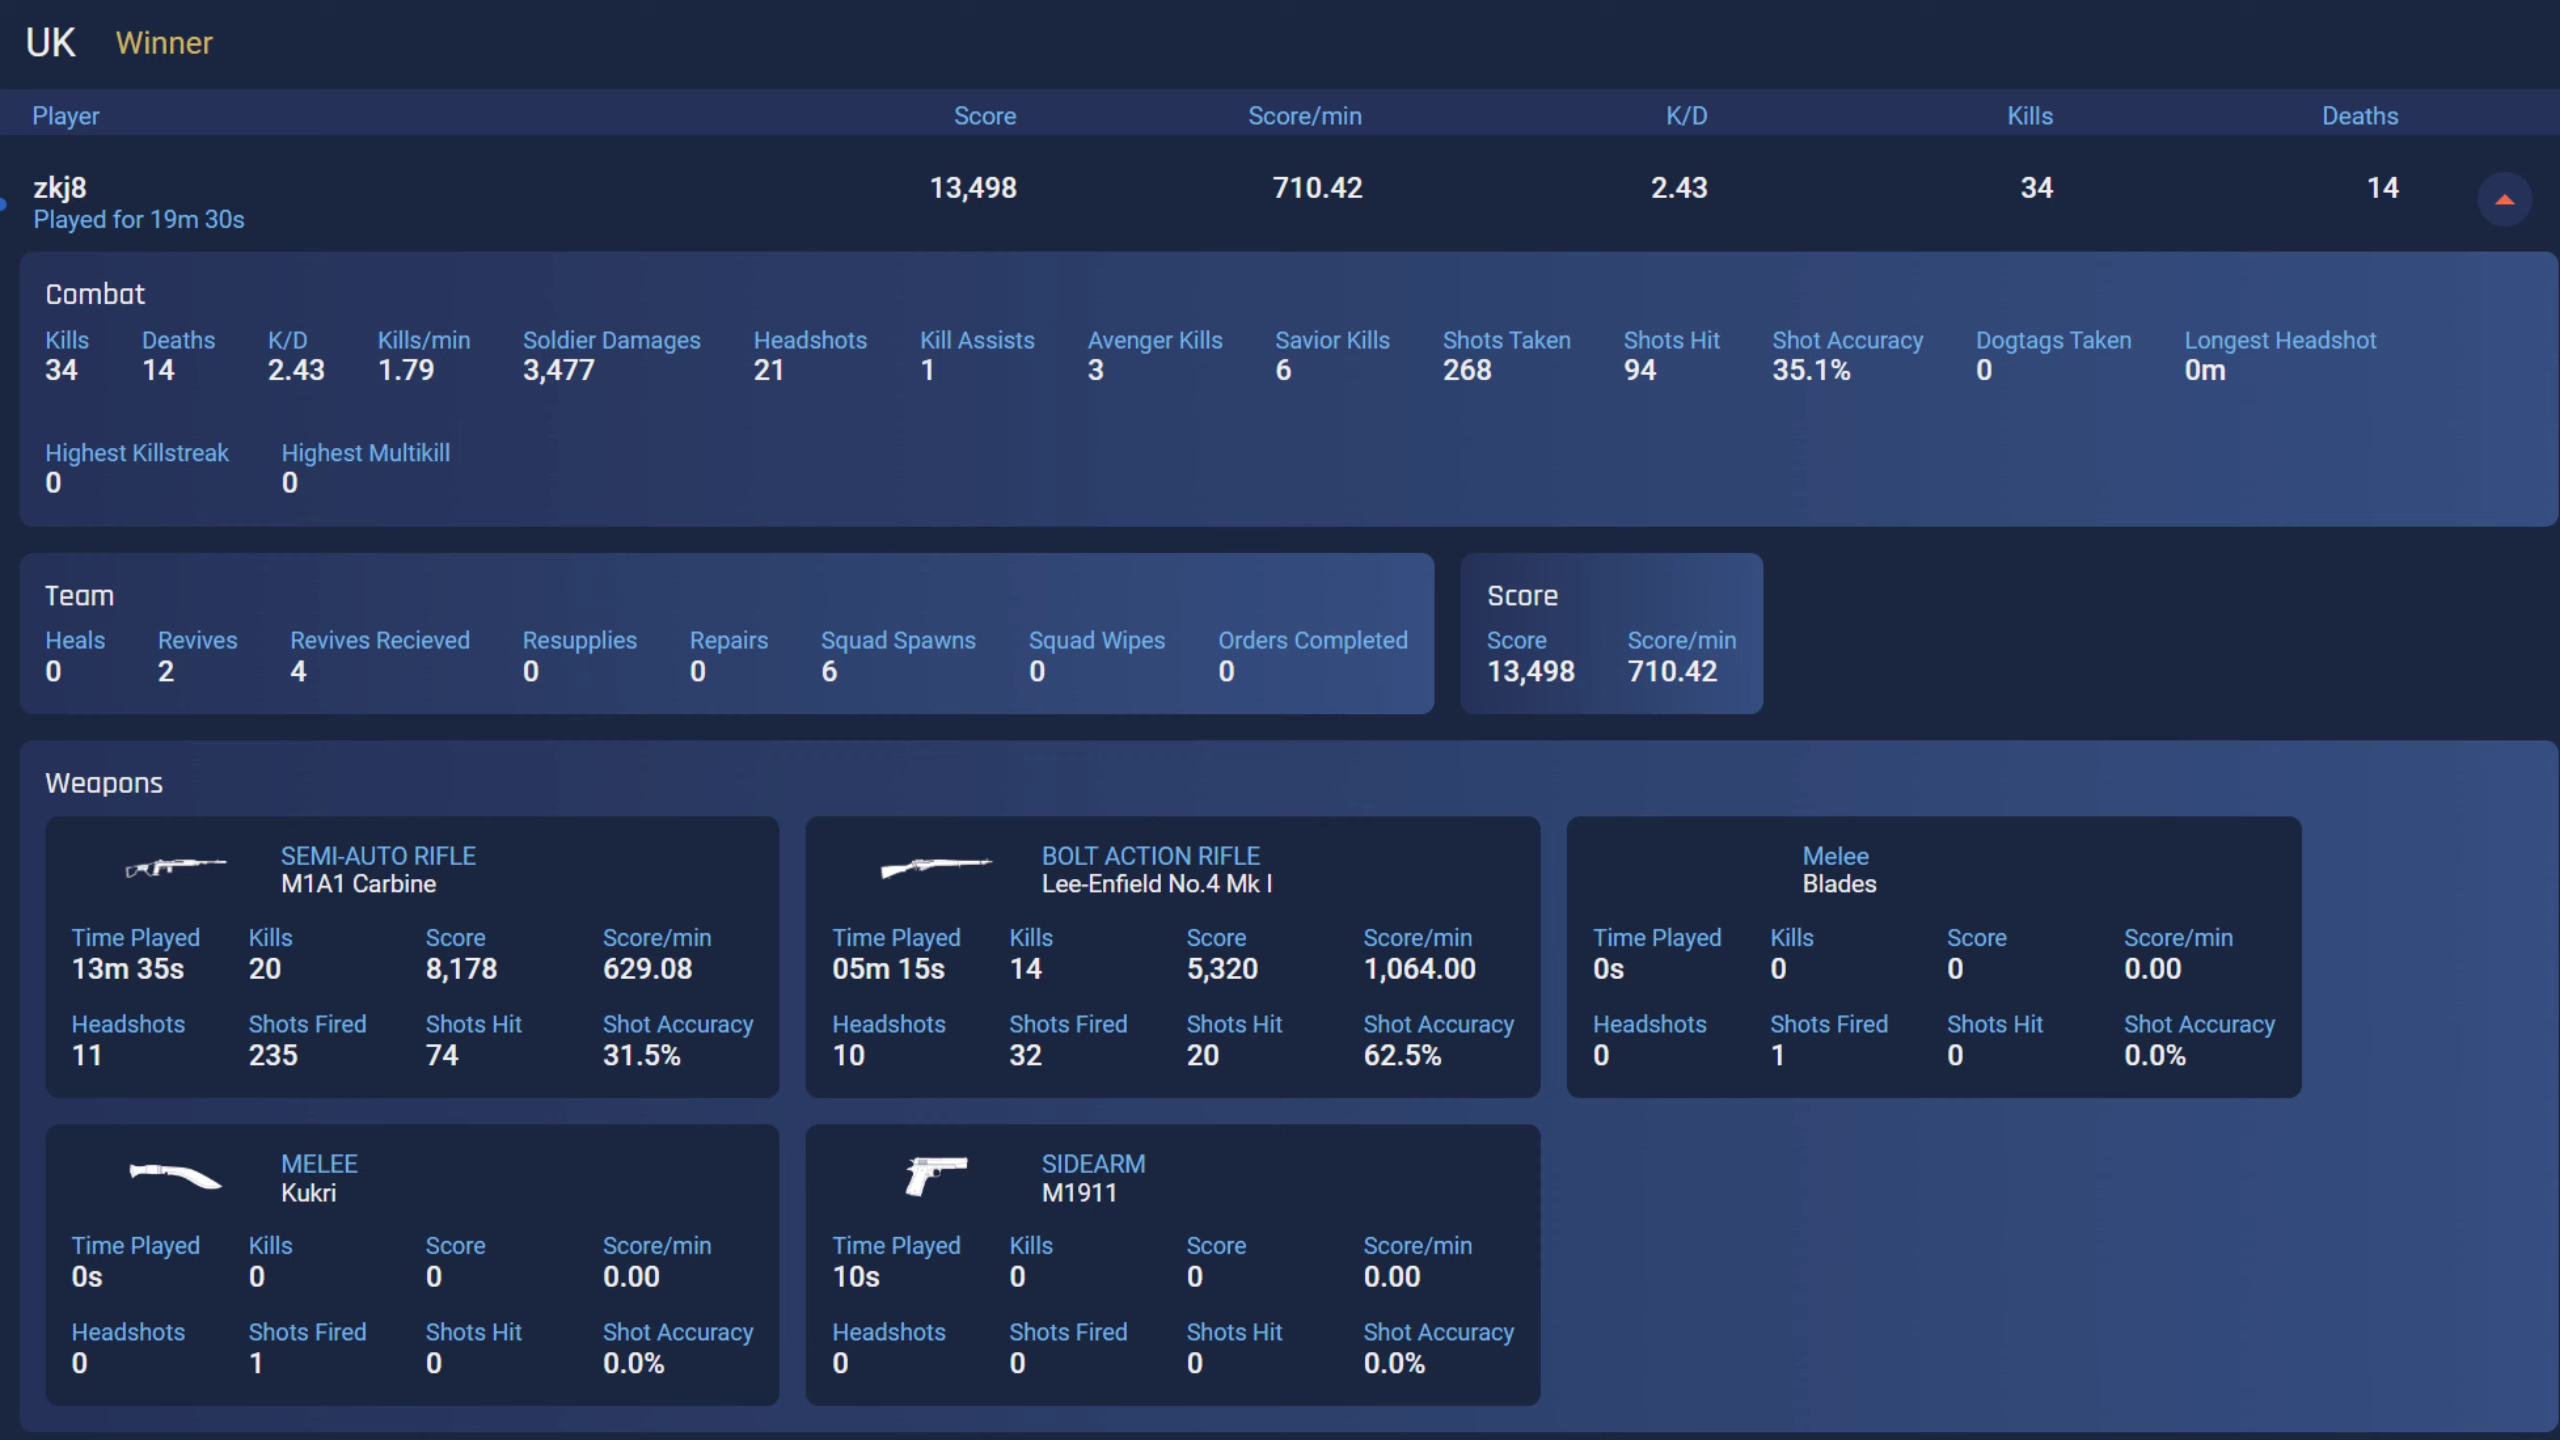 UK Winner
Player Score Score/min K/D Kills Deaths
zkj8 13,498 710.42 2.43 34 14
Played for 19m 30s
Combat
Kills Deaths K/D Kills/min Soldier Damages Headshots Kill Assists Avenger Kills Savior Kills Shots Taken Shots Hit Shot Accuracy Dogtags Taken Longest Headshot
34 14 2.43 1.79 3,477 21 1 3 6 268 94 35.1% 0 0m
Highest Killstreak Highest Multikill
0 0
Team
Heals Revives Revives Recieved Resupplies Repairs Squad Spawns Squad Wipes Orders Completed
0 2 4 0 0 6 0 0
Score
Score Score/min
13,498 710.42
Weapons
SEMI-AUTO RIFLE
M1A1 Carbine
Time Played Kills Score Score/min
13m 35s 20 8,178 629.08
Headshots Shots Fired Shots Hit Shot Accuracy
11 235 74 31.5%
BOLT ACTION RIFLE
Lee-Enfield No.4 Mk I
Time Played Kills Score Score/min
05m 15s 14 5,320 1,064.00
Headshots Shots Fired Shots Hit Shot Accuracy
10 32 20 62.5%
Melee
Blades
Time Played Kills Score Score/min
0s 0 0 0.00
Headshots Shots Fired Shots Hit Shot Accuracy
0 1 0 0.0%
MELEE
Kukri
Time Played Kills Score Score/min
0s 0 0 0.00
Headshots Shots Fired Shots Hit Shot Accuracy
0 1 0 0.0%
SIDEARM
M1911
Time Played Kills Score Score/min
10s 0 0 0.00
Headshots Shots Fired Shots Hit Shot Accuracy
0 0 0 0.0%